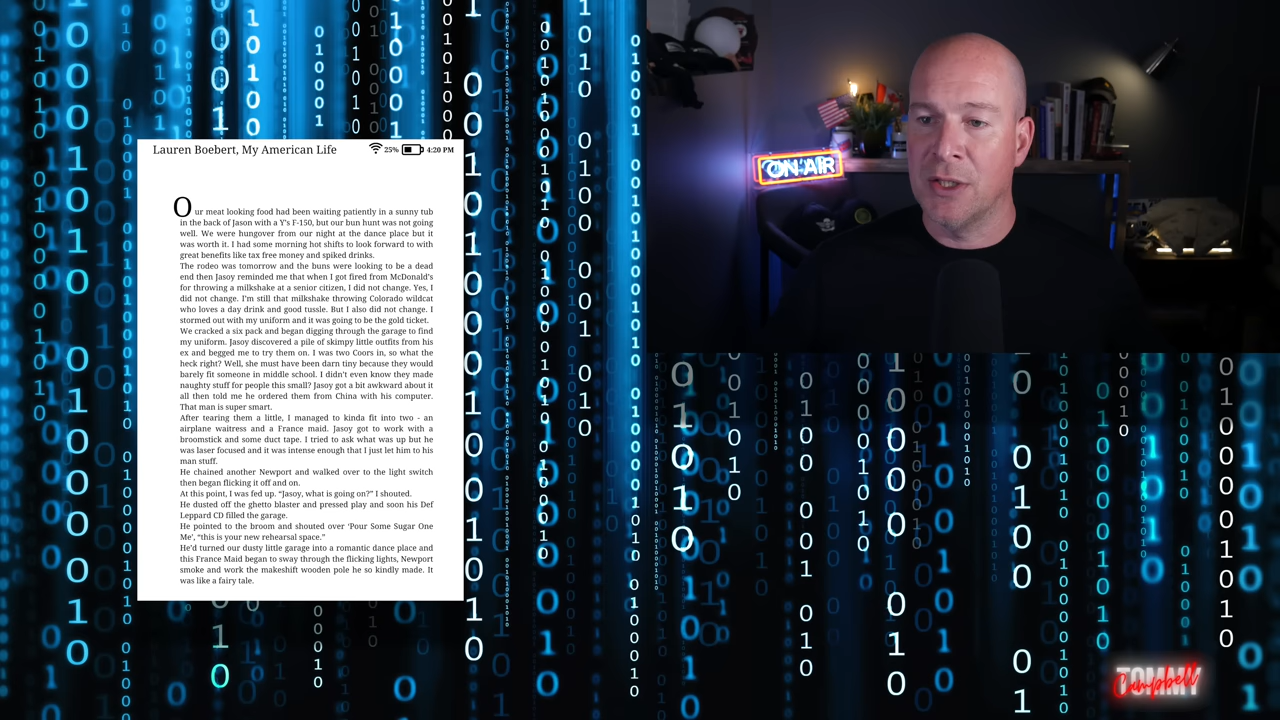 Lauren Boebert, My American Life
25%
4:20 PM
Our meat looking food had been waiting patiently in a sunny tub
in the back of Jason with a Y's F-150, but our bun hunt was not going
well. We were hungover from our night at the dance place but it
was worth it. I had some morning hot shifts to look forward to with
great benefits like tax free money and spiked drinks.
The rodeo was tomorrow and the buns were looking to be a dead
end then Jasoy reminded me that when I got fired from McDonald's
for throwing a milkshake at a senior citizen, I did not change. Yes, I
did not change. I'm still that milkshake throwing Colorado wildcat
who loves a day drink and good tussle. But I also did not change. I
stormed out with my uniform and it was going to be the gold ticket.
We cracked a six pack and began digging through the garage to find
my uniform. Jasoy discovered a pile of skimpy little outfits from his
ex and begged me to try them on. I was two Coors in, so what the
heck right? Well, she must have been darn tiny because they would
barely fit someone in middle school. I didn't even know they made
naughty stuff for people this small? Jasoy got a bit awkward about it
all then told me he ordered them from China with his computer.
That man is super smart.
After tearing them a little, I managed to kinda fit into two - an
airplane waitress and a France maid. Jasoy got to work with a
broomstick and some duct tape. I tried to ask what was up but he
was laser focused and it was intense enough that I just let him to his
man stuff.
He chained another Newport and walked over to the light switch
then began flicking it off and on.
At this point, I was fed up. “Jasoy, what is going on?” I shouted.
He dusted off the ghetto blaster and pressed play and soon his Def
Leppard CD filled the garage.
He pointed to the broom and shouted over ‘Pour Some Sugar One
Me’, “this is your new rehearsal space.”
He'd turned our dusty little garage into a romantic dance place and
this France Maid began to sway through the flicking lights, Newport
smoke and work the makeshift wooden pole he so kindly made. It
was like a fairy tale.
ON AIR
TOMMY
Campbell